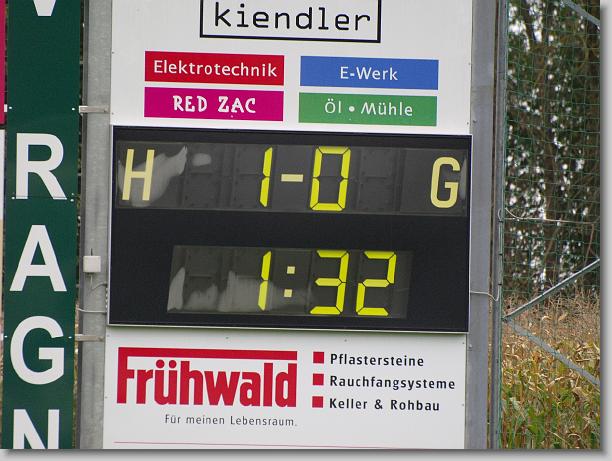 kiendler
Elektrotechnik E-Werk
RED ZAC Öl • Mühle
H 1-0 G
1:32
Frühwald
Für meinen Lebensraum.
Pflastersteine
Rauchfangsysteme
Keller & Rohbau
RAGN